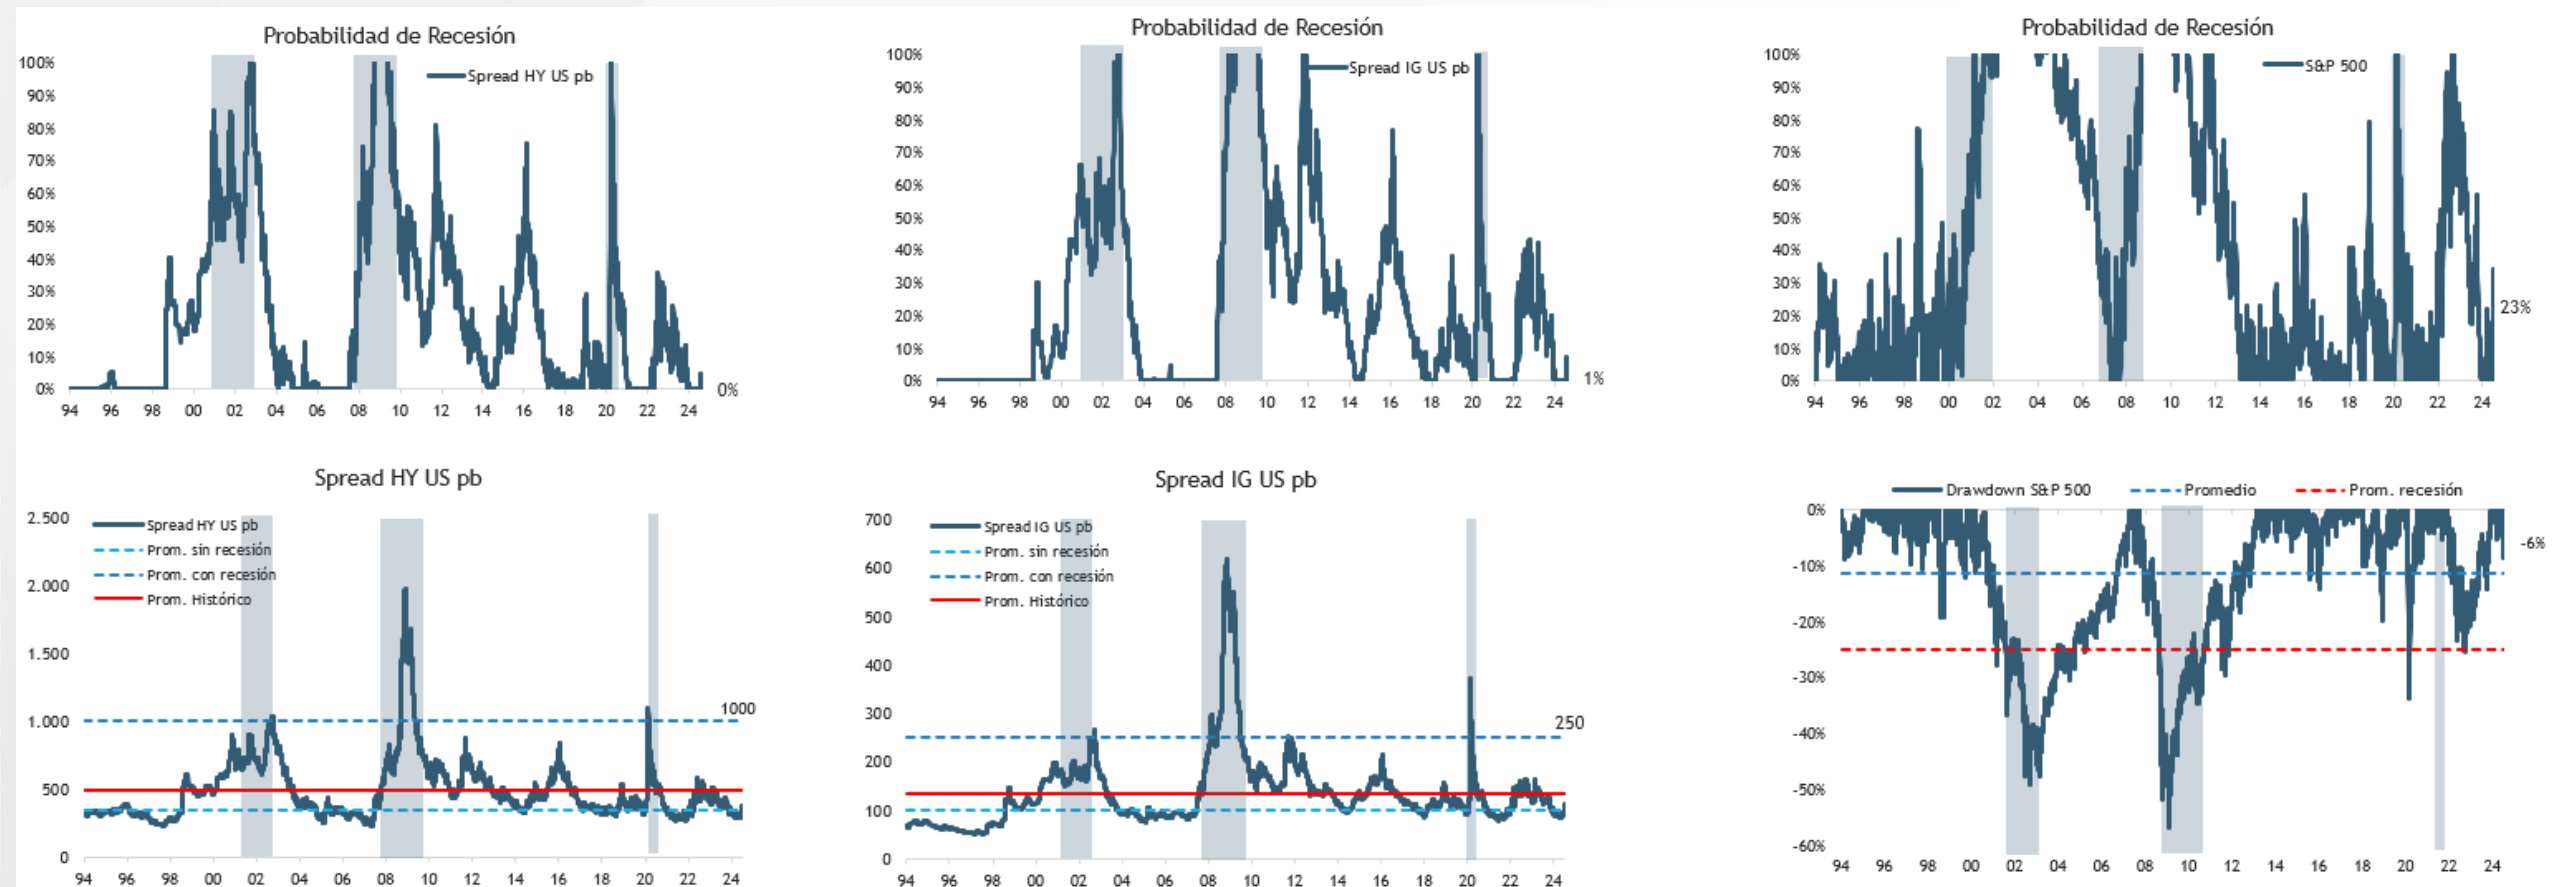 Probabilidad de Recesión
Spread HY US pb
100%
90%
80%
70%
60%
50%
40%
30%
20%
10%
0%
0%
94 96 98 00 02 04 06 08 10 12 14 16 18 20 22 24
Probabilidad de Recesión
Spread IG US pb
100%
90%
80%
70%
60%
50%
40%
30%
20%
10%
0%
1%
94 96 98 00 02 04 06 08 10 12 14 16 18 20 22 24
Probabilidad de Recesión
S&P 500
100%
90%
80%
70%
60%
50%
40%
30%
20%
10%
0%
23%
94 96 98 00 02 04 06 08 10 12 14 16 18 20 22 24
Spread HY US pb
Spread HY US pb
Prom. sin recesión
Prom. con recesión
Prom. Histórico
2.500
2.000
1.500
1.000
500
0
1000
94 96 98 00 02 04 06 08 10 12 14 16 18 20 22 24
Spread IG US pb
Spread IG US pb
Prom. sin recesión
Prom. con recesión
Prom. Histórico
700
600
500
400
300
200
100
0
250
94 96 98 00 02 04 06 08 10 12 14 16 18 20 22 24
Drawdown S&P 500 Promedio Prom. recesión
0%
-10%
-20%
-30%
-40%
-50%
-60%
-6%
94 96 00 02 04 06 08 10 12 14 16 18 20 22 24